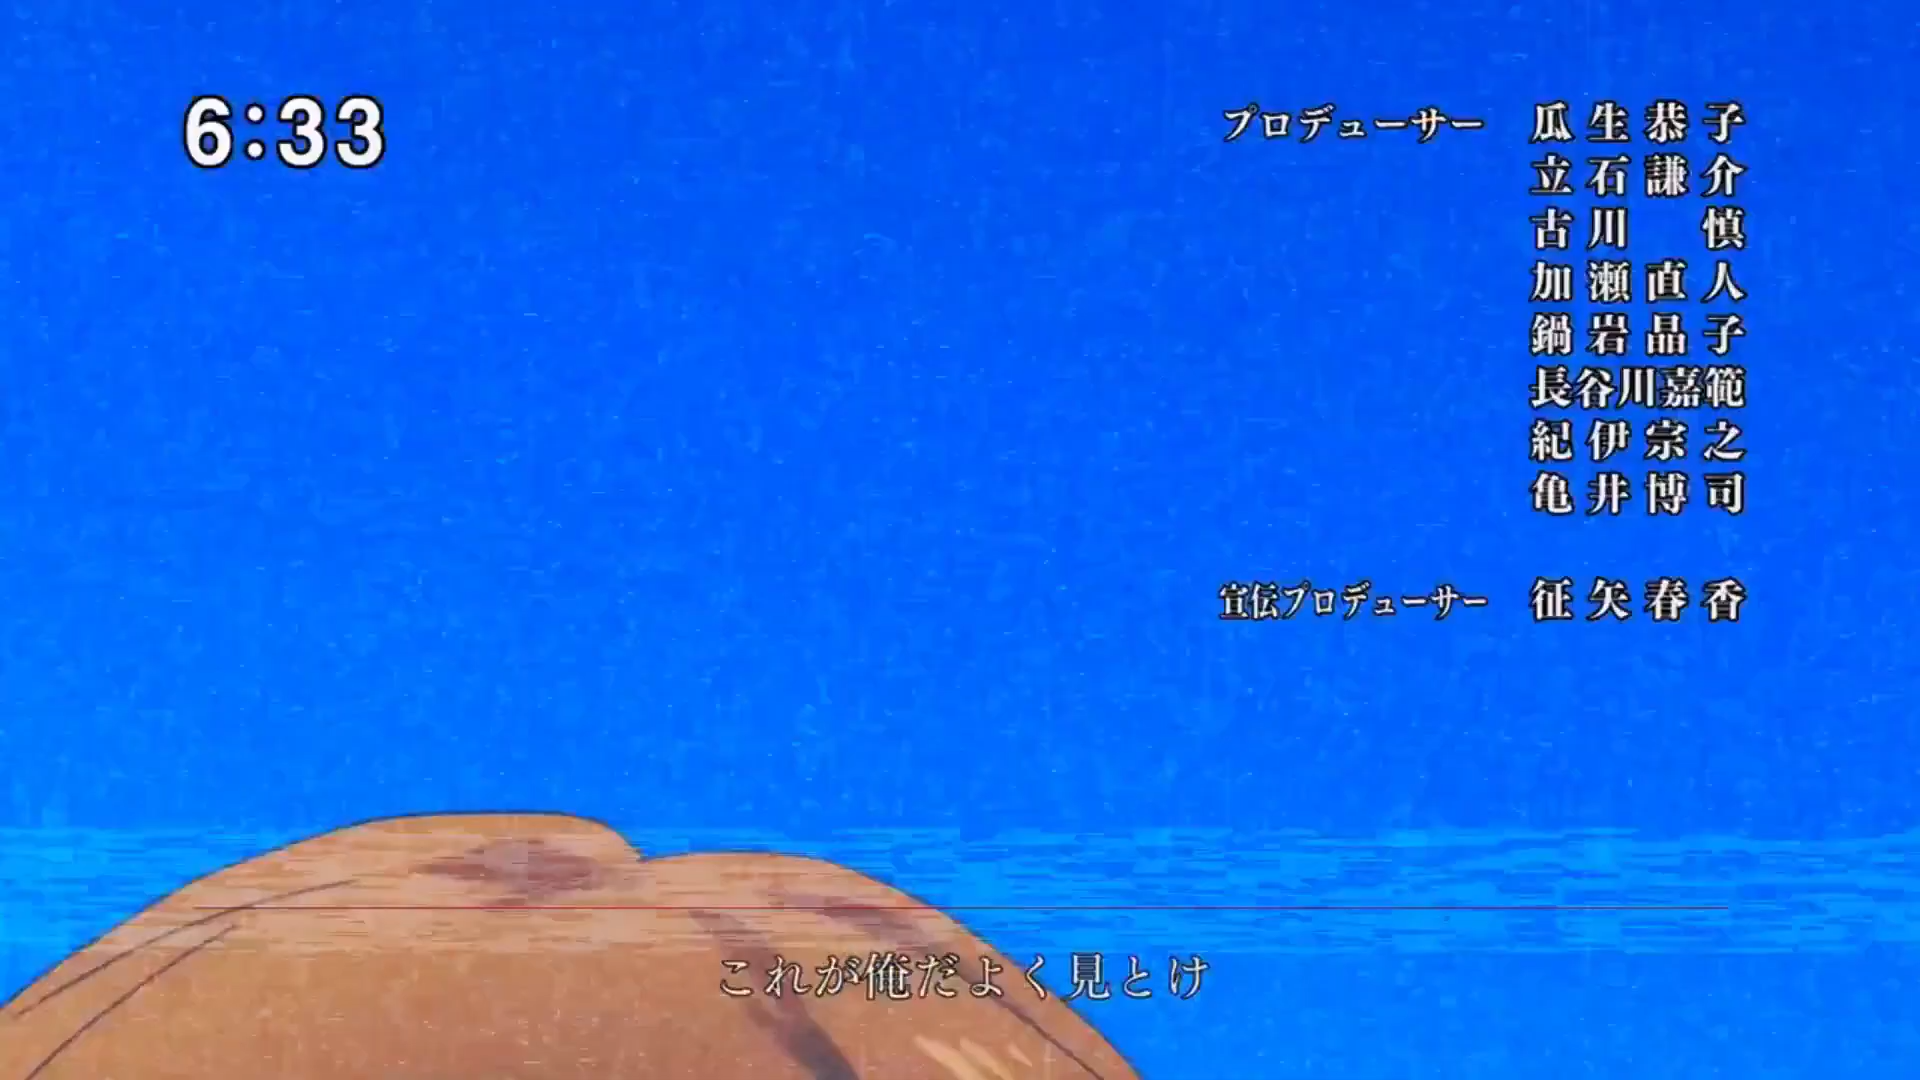 6:33
プロデューサー 瓜生恭子
立石謙介
古川 慎
加瀬直人
鍋岩晶子
長谷川嘉範
紀伊宗之
亀井博司
宣伝プロデューサー 征矢春香
これが俺だよく見とけ